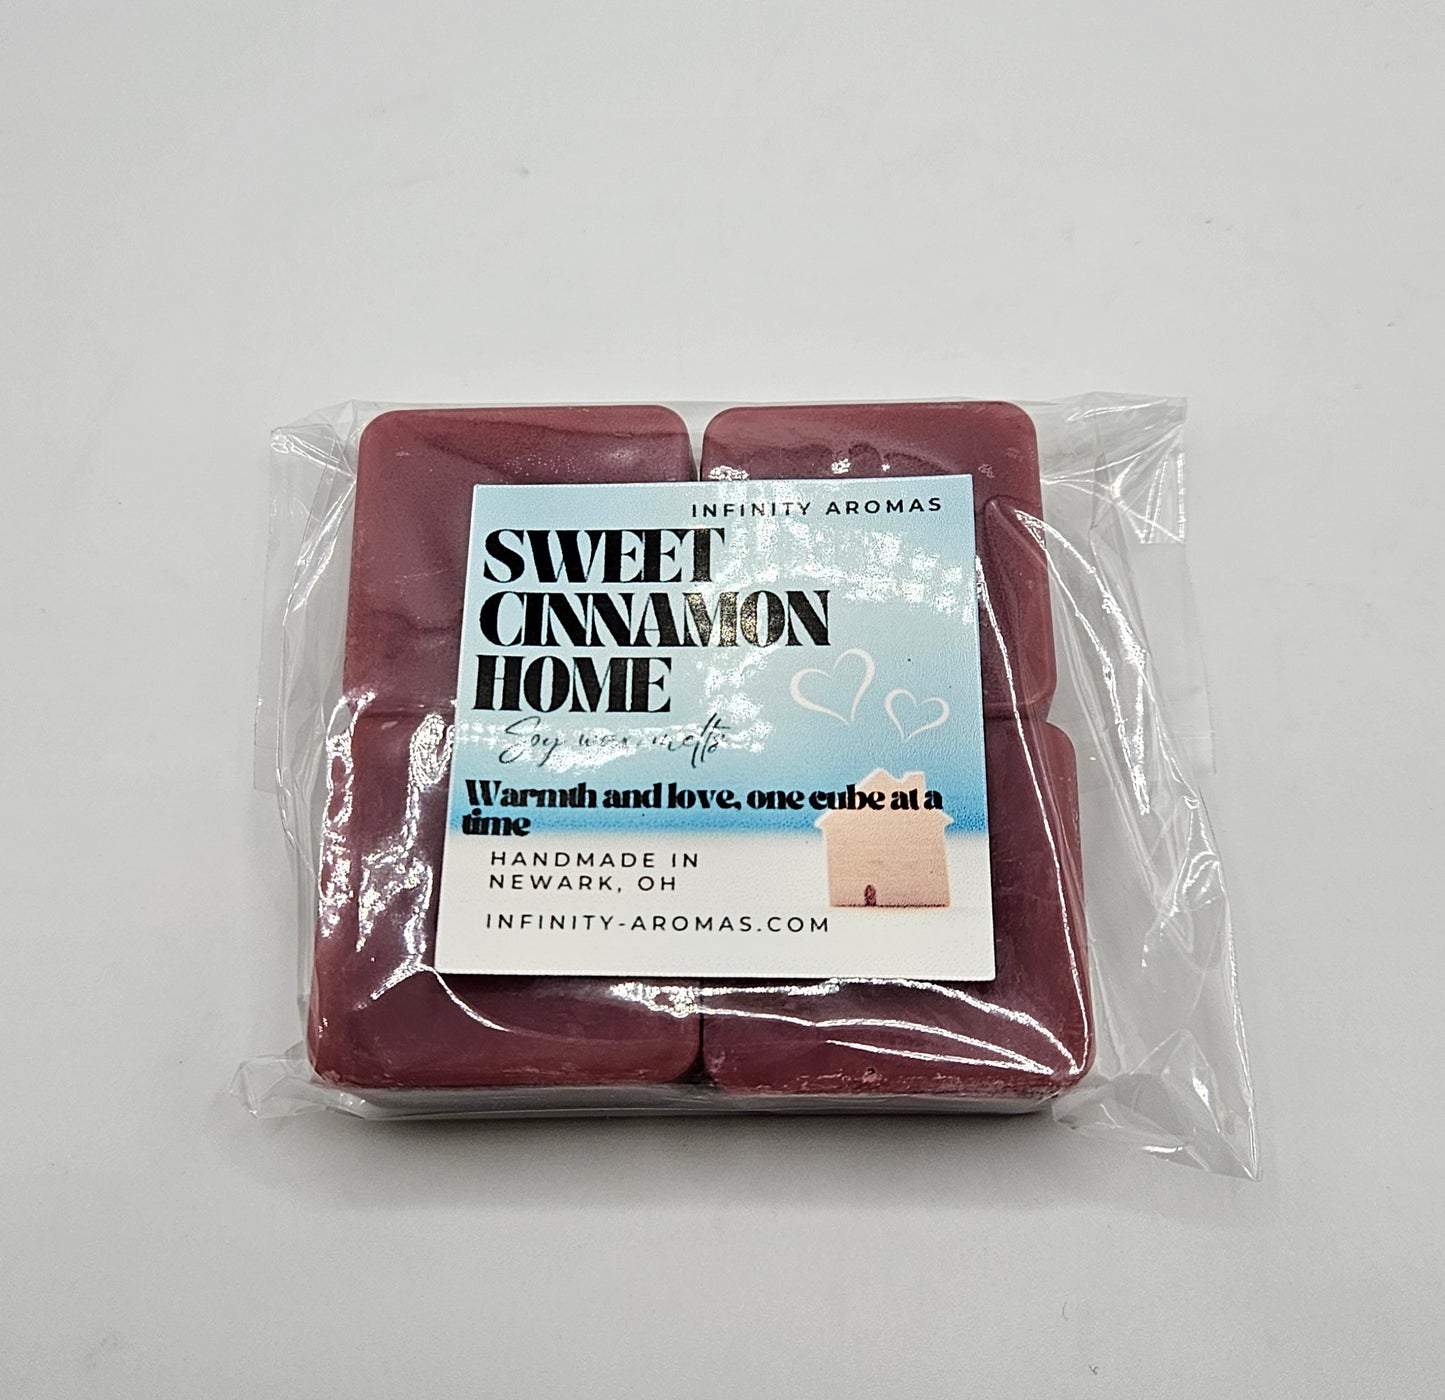 INFINITY AROMAS
SWEET
CINNAMON
HOME
Soy wax melts
Warmth and love, one cube at a
time
HANDMADE IN
NEWARK, OH
INFINITY-AROMAS.COM